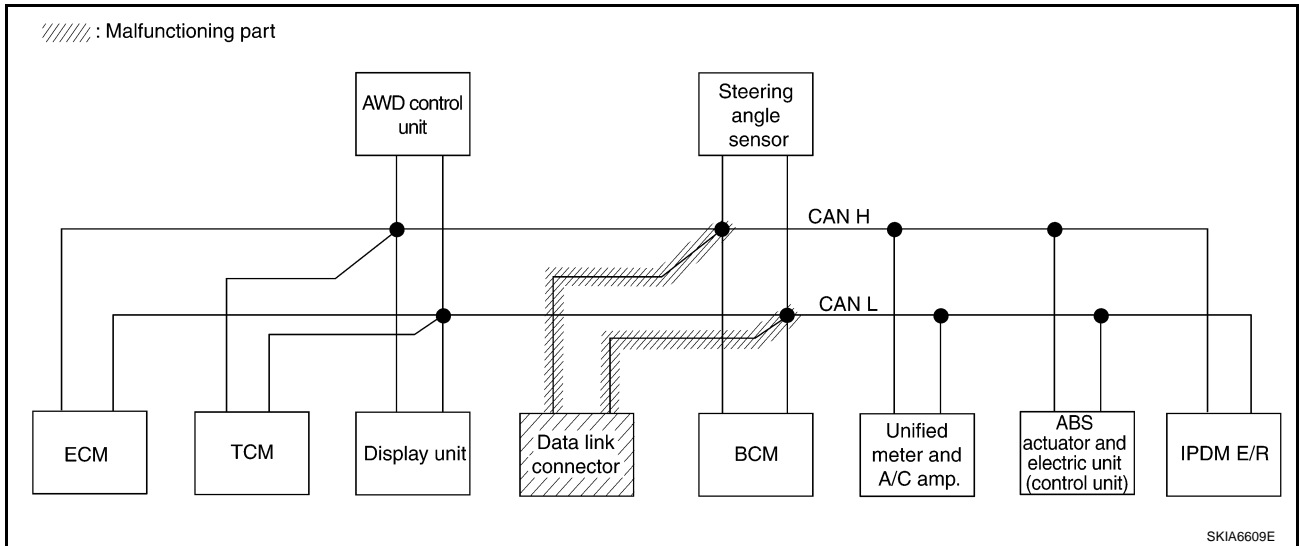 : Malfunctioning part
AWD control
unit
Steering
angle
sensor
CAN H
CAN L
ECM
TCM
Display unit
Data link
connector
BCM
Unified
meter and
A/C amp.
ABS
actuator and
electric unit
(control unit)
IPDM E/R
SKIA6609E